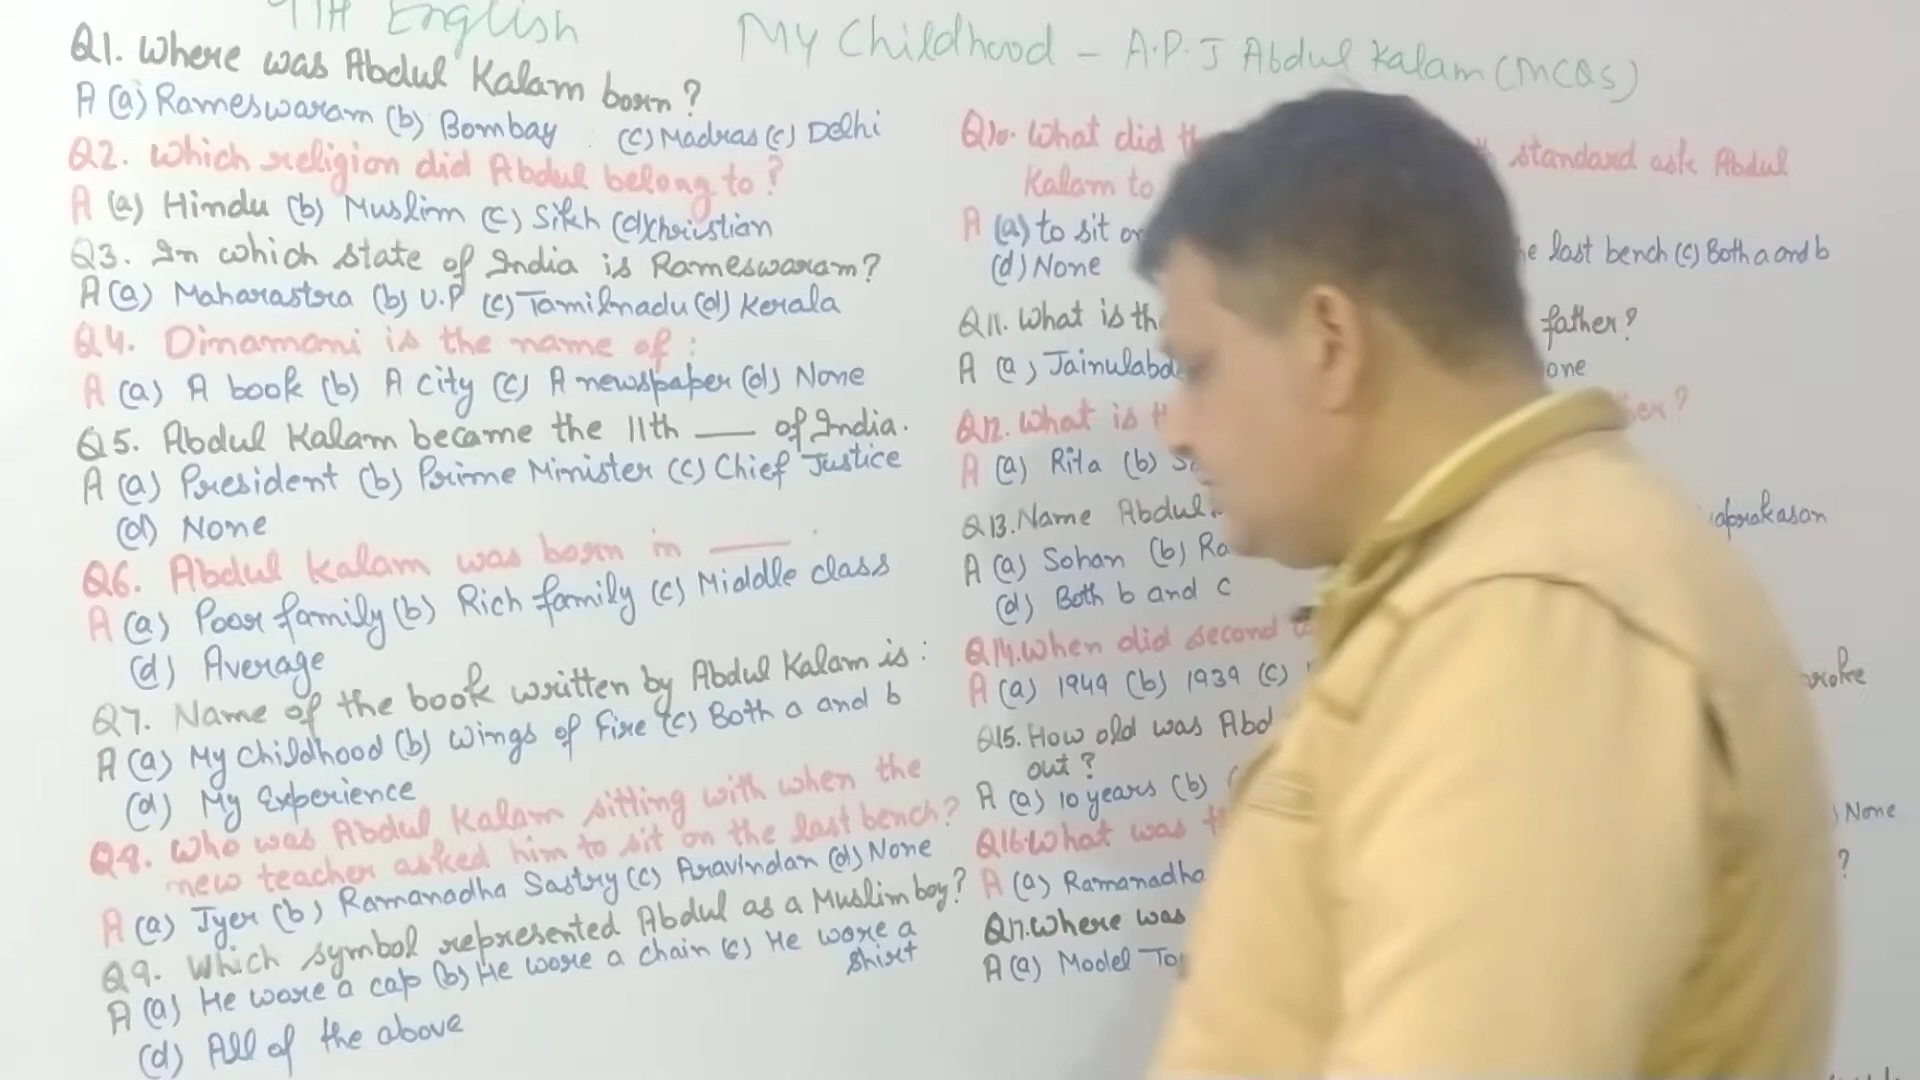 9TH English
My Childhood - A.P.J Abdul Kalam (MCQs)
Q1. Where was Abdul Kalam born?
A (a) Rameswaram (b) Bombay (c) Madras (c) Delhi
Q2. Which religion did Abdul belong to?
A (a) Hindu (b) Muslim (c) Sikh (d) Christian
Q3. In which state of India is Rameswaram?
A (a) Maharastra (b) U.P (c) Tamilnadu (d) Kerala
Q4. Dinamani is the name of:
A (a) A book (b) A city (c) A newspaper (d) None
Q5. Abdul Kalam became the 11th ___ of India.
A (a) President (b) Prime Minister (c) Chief Justice
(d) None
Q6. Abdul Kalam was born in ___.
A (a) Poor family (b) Rich family (c) Middle class
(d) Average
Q7. Name of the book written by Abdul Kalam is:
A (a) My Childhood (b) Wings of Fire (c) Both a and b
(d) My Experience
Q8. Who was Abdul Kalam sitting with when the
new teacher asked him to sit on the last bench?
A (a) Iyer (b) Ramanadha Sastry (c) Aravindan (d) None
Q9. Which symbol represented Abdul as a Muslim boy?
A (a) He wore a cap (b) He wore a chain (c) He wore a
shirt
(d) All of the above
Q10. What did standard ask Abdul
Kalam to
A (a) to sit last bench (c) Both a and b
(d) None
Q11. What is father?
A (a)
Q12. What is
A (a) Rita (b)
Q13. Name Abdul
A (a) Sohan (b)
(d) Both b and c
Q14. When did second
A (a) 1949 (b) 1939 (c)
Q15. How old was
out?
A (a) 10 years (b)
Q16. What was None
A (a) Ramanadha ?
Q17. Where was
A (a) Model